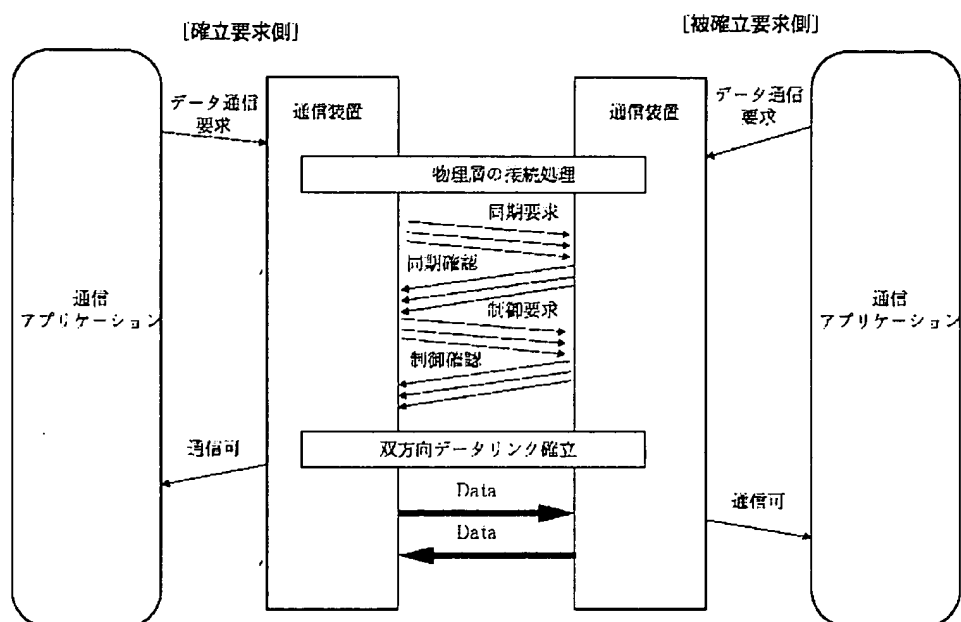 [確立要求側]
[被確立要求側]
データ通信
要求
通信装置
通信装置
データ通信
要求
物理層の接続処理
同期要求
同期確認
通信
アプリケーション
制御要求
通信
アプリケーション
制御確認
双方向データリンク確立
通信可
Data
通信可
Data